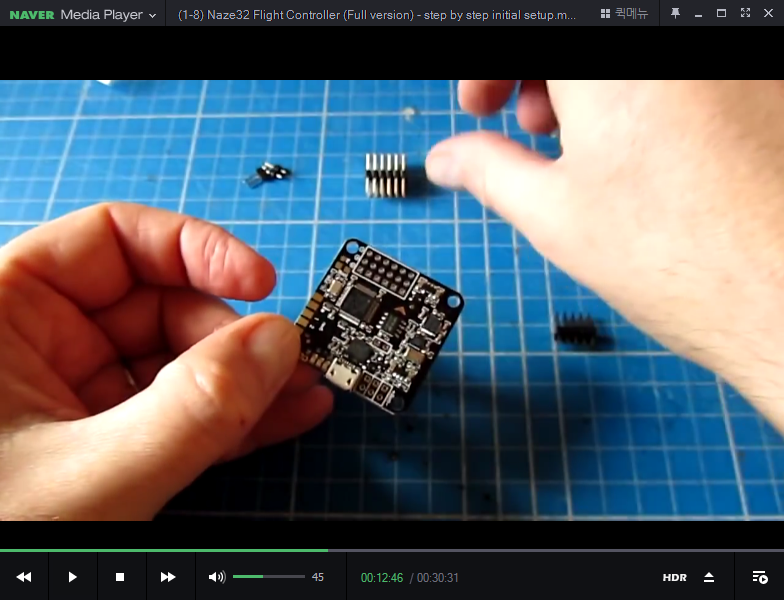 NAVER Media Player
(1-8) Naze32 Flight Controller (Full version) - step by step initial setup.m...
퀵메뉴
45
00:12:46 / 00:30:31
HDR